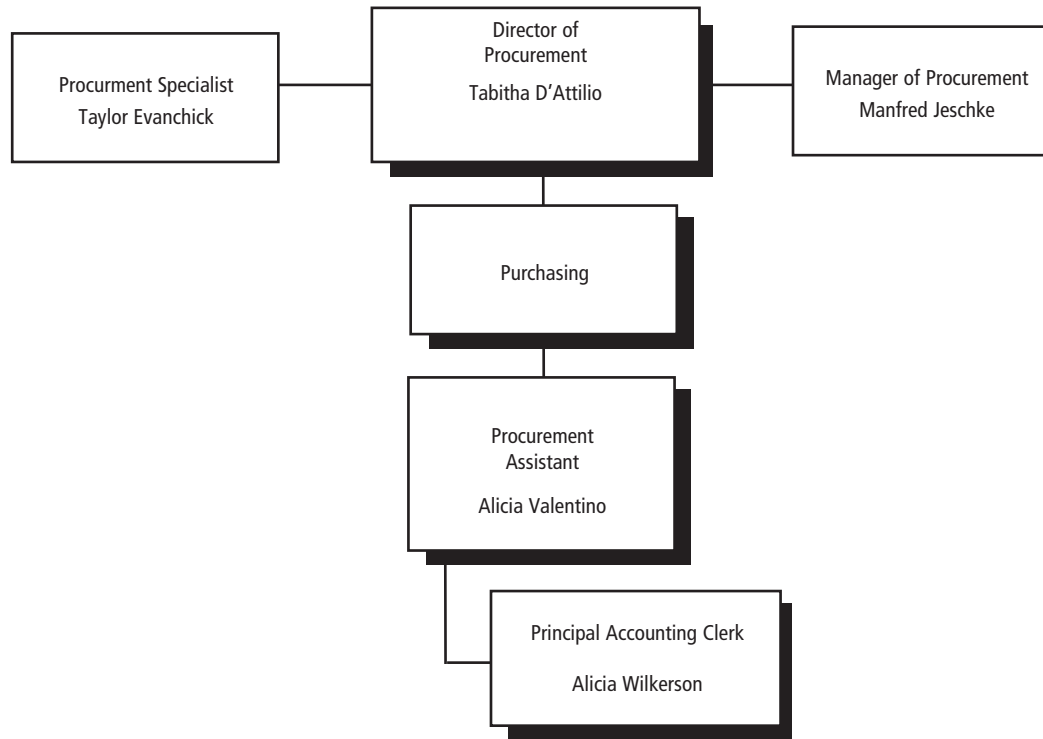 Director of
Procurement
Tabitha D’Attilio
Procurment Specialist
Taylor Evanchick
Manager of Procurement
Manfred Jeschke
Purchasing
Procurement
Assistant
Alicia Valentino
Principal Accounting Clerk
Alicia Wilkerson